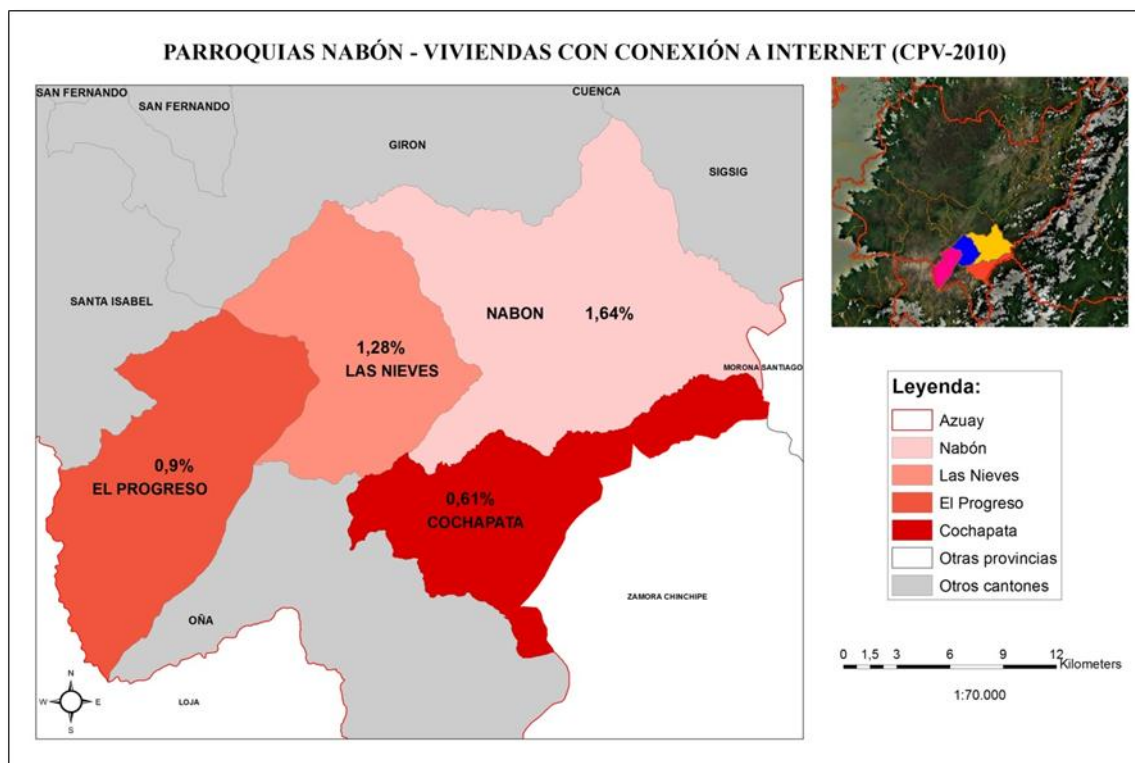 PARROQUIAS NABÓN - VIVIENDAS CON CONEXIÓN A INTERNET (CPV-2010)
SAN FERNANDO
SAN FERNANDO
CUENCA
GIRON
SIGSIG
SANTA ISABEL
NABON 1,64%
1,28%
LAS NIEVES
MORONA SANTIAGO
0,9%
EL PROGRESO
0,61%
COCHAPATA
ZAMORA CHINCHIPE
OÑA
LOJA
N
W E
S
Leyenda:
Azuay
Nabón
Las Nieves
El Progreso
Cochapata
Otras provincias
Otros cantones
0 1,5 3 6 9 12
Kilometers
1:70.000